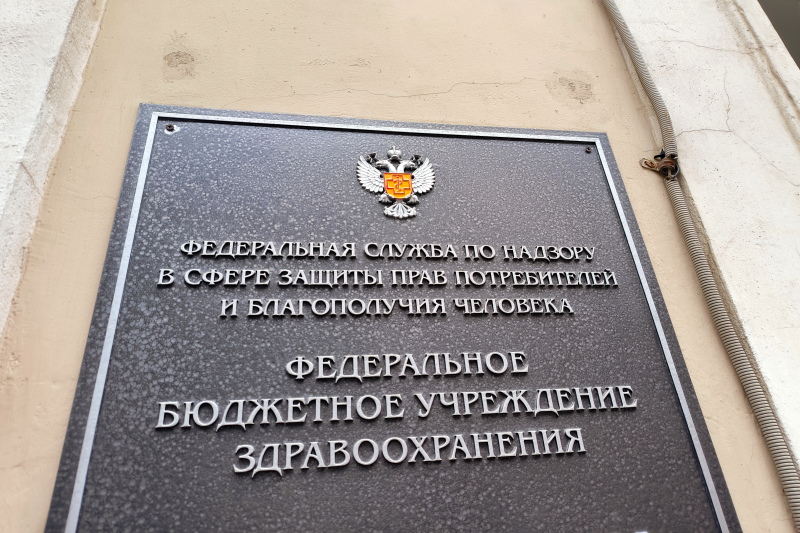 ФЕДЕРАЛЬНАЯ СЛУЖБА ПО НАДЗОРУ
В СФЕРЕ ЗАЩИТЫ ПРАВ ПОТРЕБИТЕЛЕЙ
И БЛАГОПОЛУЧИЯ ЧЕЛОВЕКА
ФЕДЕРАЛЬНОЕ
БЮДЖЕТНОЕ УЧРЕЖДЕНИЕ
ЗДРАВООХРАНЕНИЯ